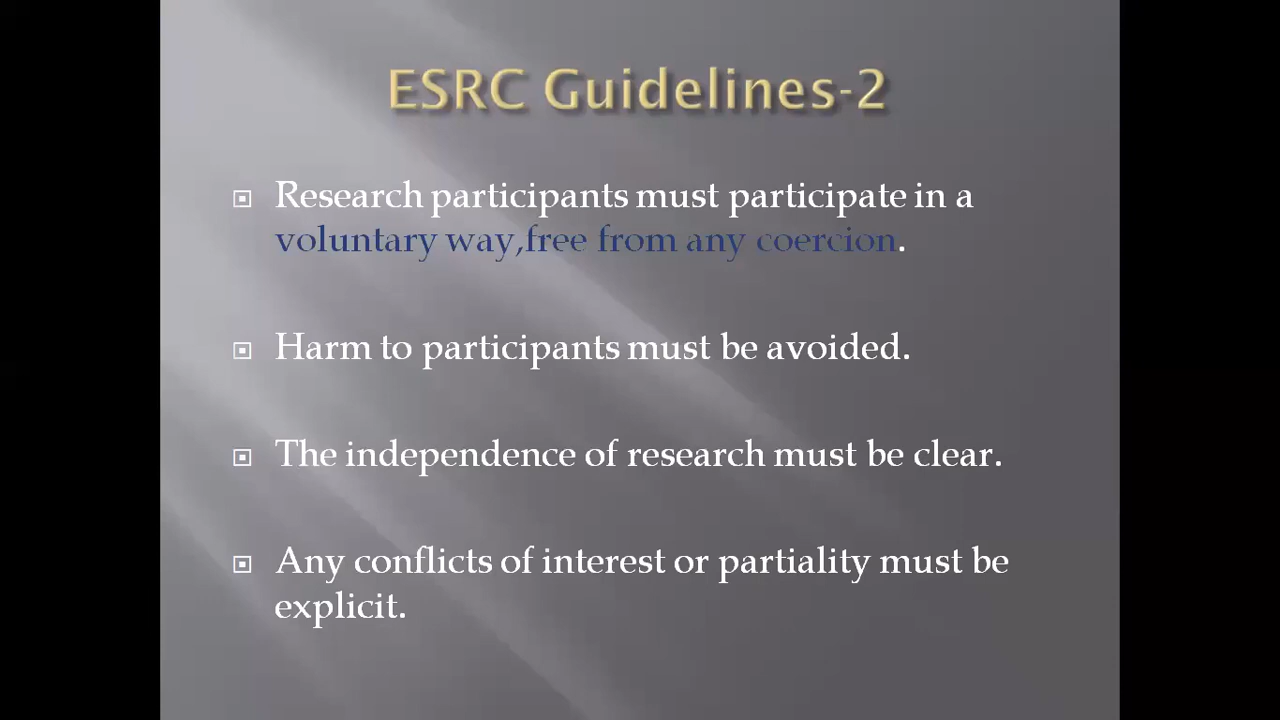 ESRC Guidelines-2
Research participants must participate in a
voluntary way,free from any coercion.
Harm to participants must be avoided.
The independence of research must be clear.
Any conflicts of interest or partiality must be
explicit.